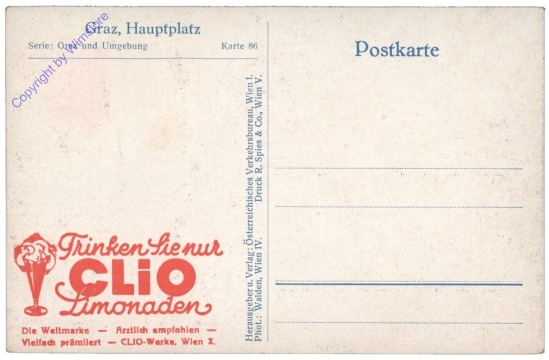 Graz, Hauptplatz
Serie: Graz und Umgebung Karte 86
Copyright by Wimstore
Postkarte
Herausgeber u. Verlag: Österreichisches Verkehrsbureau, Wien I.
Phot.: Walden, Wien IV. Druck R. Spies & Co., Wien V.
Trinken Sie nur
CLiO
Limonaden
Die Weltmarke — Ärztlich empfohlen —
Vielfach prämiiert — CLIO-Werke, Wien X.